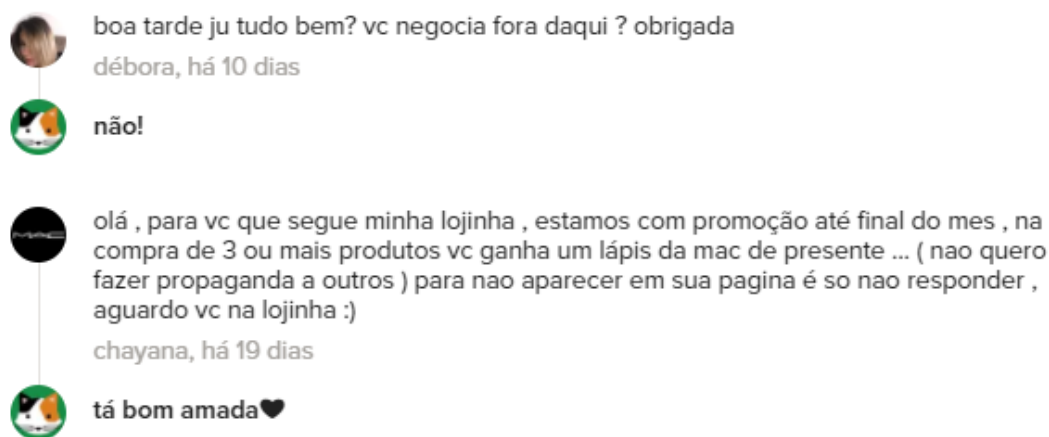 boa tarde ju tudo bem? vc negocia fora daqui ? obrigada
débora, há 10 dias
não!
MAC
olá , para vc que segue minha lojinha , estamos com promoção até final do mes , na
compra de 3 ou mais produtos vc ganha um lápis da mac de presente ... ( nao quero
fazer propaganda a outros ) para nao aparecer em sua pagina é so nao responder ,
aguardo vc na lojinha :)
chayana, há 19 dias
tá bom amada🖤